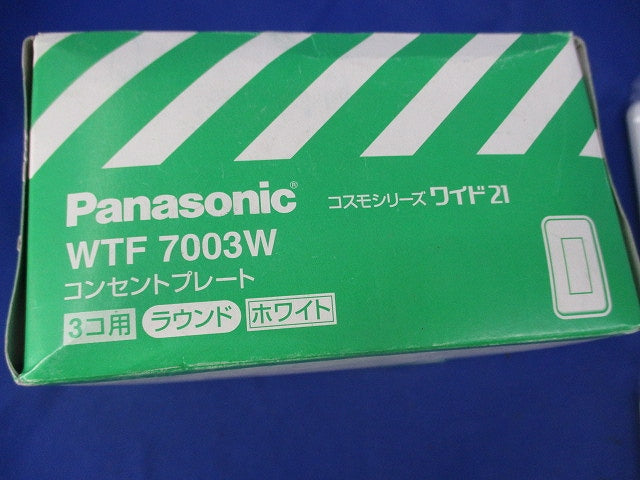 Panasonic® コスモシリーズ ワイド21
WTF 7003W
コンセントプレート
3コ用 ラウンド ホワイト